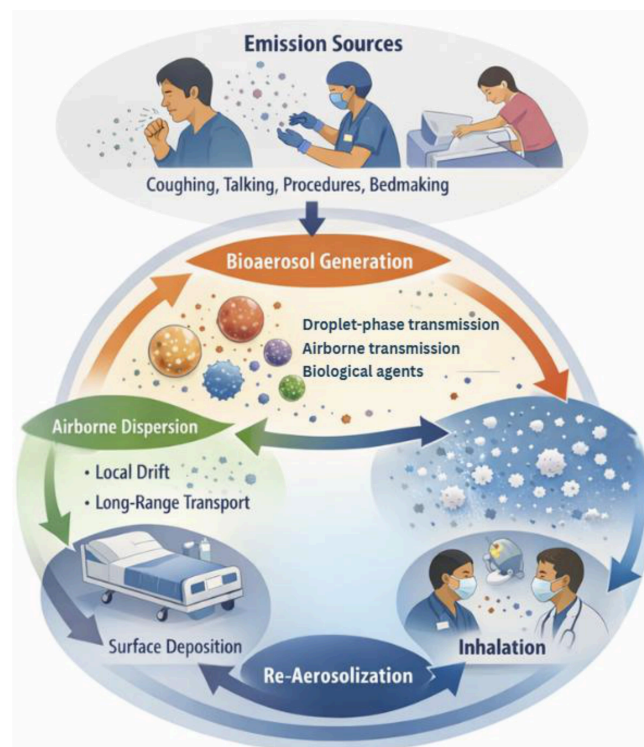 Emission Sources
Coughing, Talking, Procedures, Bedmaking
Bioaerosol Generation
Droplet-phase transmission
Airborne transmission
Biological agents
Airborne Dispersion
• Local Drift
• Long-Range Transport
Surface Deposition
Inhalation
Re-Aerosolization